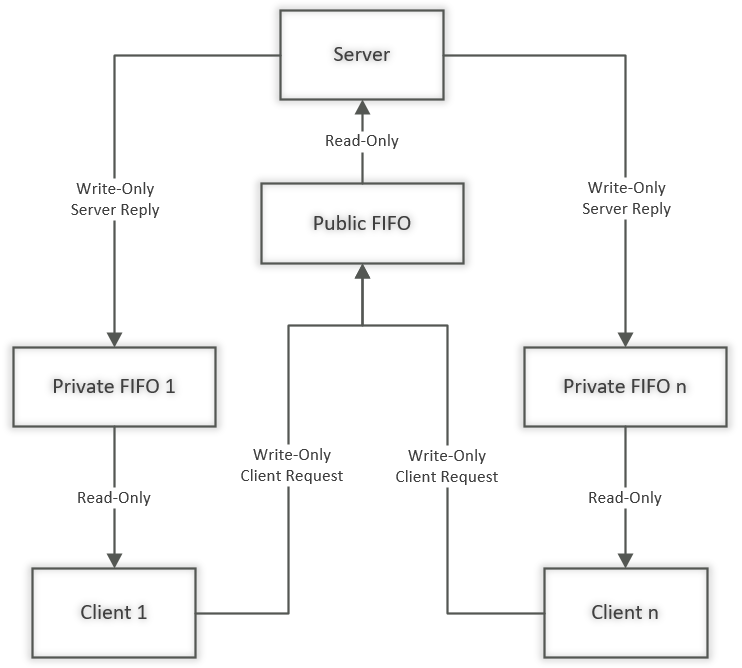 Server
Read-Only
Write-Only
Server Reply
Write-Only
Server Reply
Public FIFO
Private FIFO 1
Private FIFO n
Write-Only
Client Request
Write-Only
Client Request
Read-Only
Read-Only
Client 1
Client n